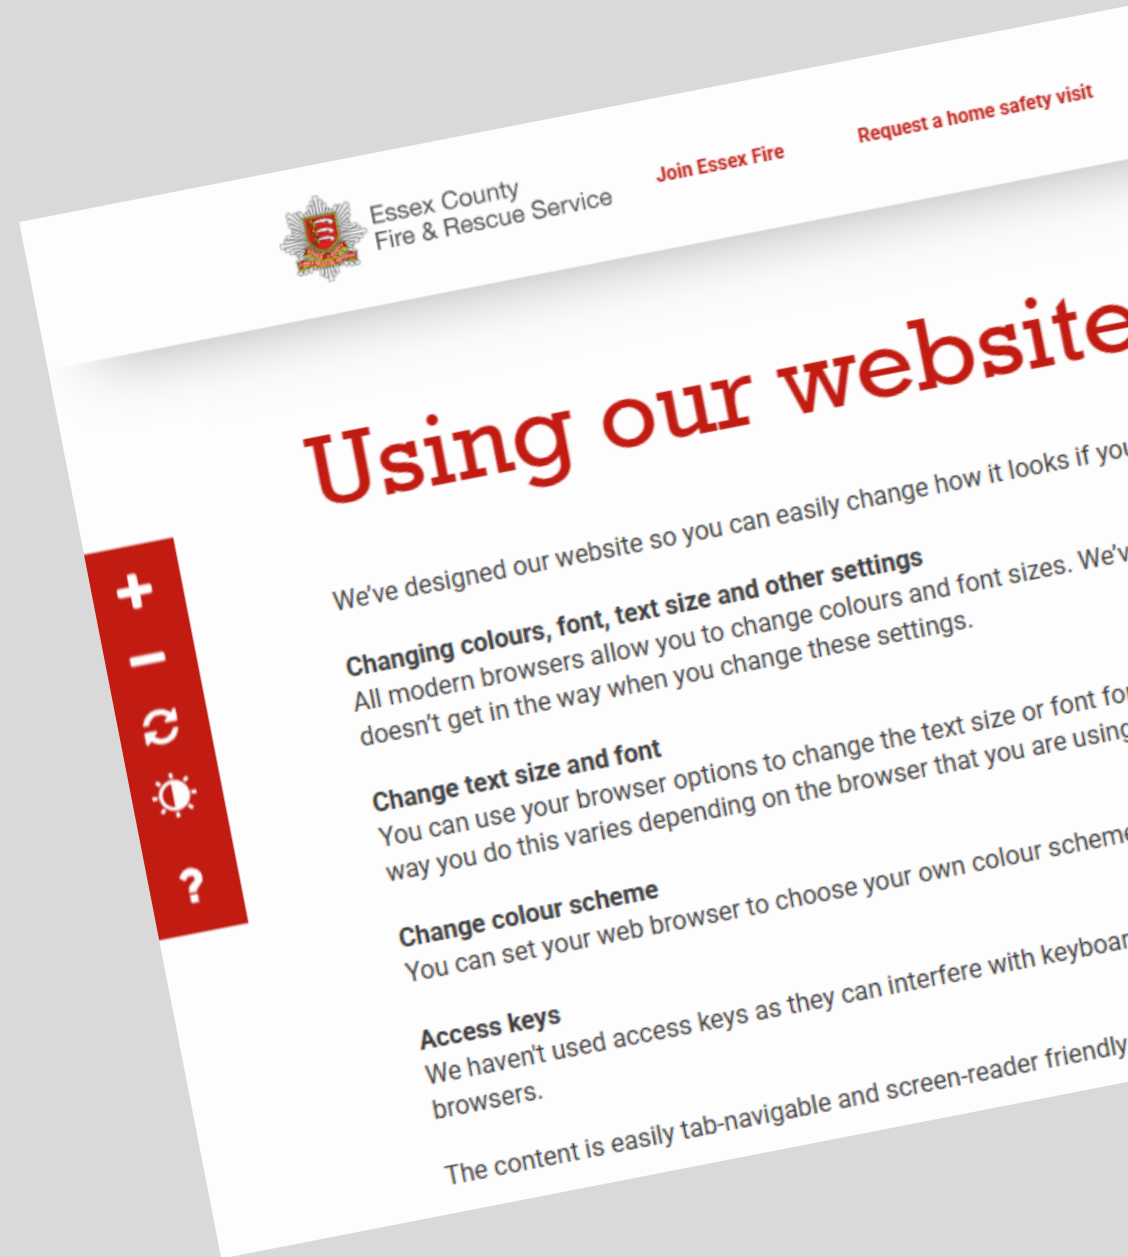 Essex County
Fire & Rescue Service
Join Essex Fire
Request a home safety visit
Using our website
We've designed our website so you can easily change how it looks if you
Changing colours, font, text size and other settings
All modern browsers allow you to change colours and font sizes. We'v
doesn't get in the way when you change these settings.
Change text size and font
You can use your browser options to change the text size or font for
way you do this varies depending on the browser that you are using
Change colour scheme
You can set your web browser to choose your own colour scheme
Access keys
We haven't used access keys as they can interfere with keyboar
browsers.
The content is easily tab-navigable and screen-reader friendly